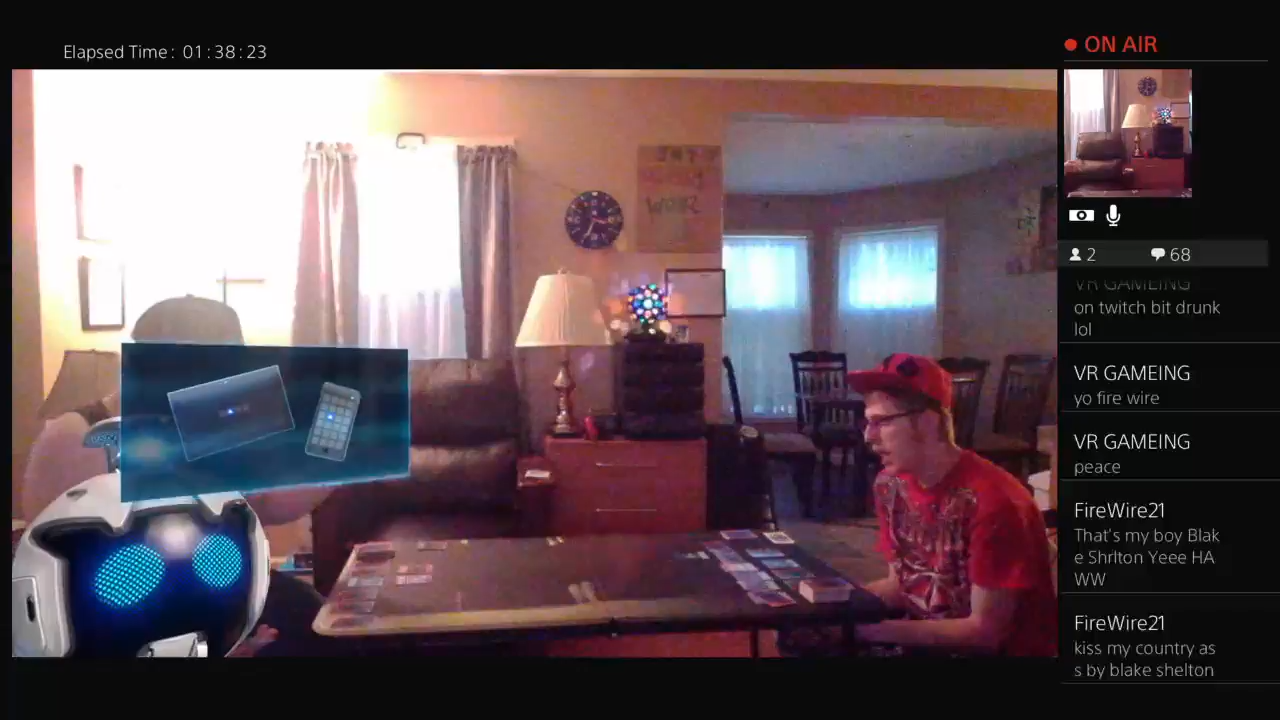 Elapsed Time: 01:38:23
ON AIR
2
68
VR GAMEING
on twitch bit drunk
lol
VR GAMEING
yo fire wire
VR GAMEING
peace
FireWire21
That's my boy Blak
e Shrlton Yeee HA
WW
FireWire21
kiss my country as
s by blake shelton